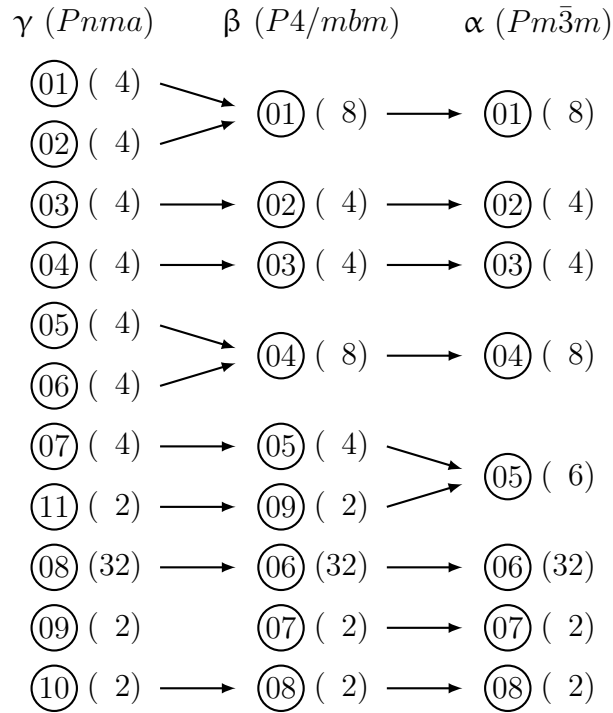 γ (Pnma) β (P4/mbm) α (Pm3̄m)
01 ( 4)
01 ( 8) 01 ( 8)
02 ( 4)
03 ( 4) 02 ( 4) 02 ( 4)
04 ( 4) 03 ( 4) 03 ( 4)
05 ( 4)
04 ( 8) 04 ( 8)
06 ( 4)
07 ( 4) 05 ( 4)
05 ( 6)
11 ( 2) 09 ( 2)
08 (32) 06 (32) 06 (32)
09 ( 2) 07 ( 2) 07 ( 2)
10 ( 2) 08 ( 2) 08 ( 2)